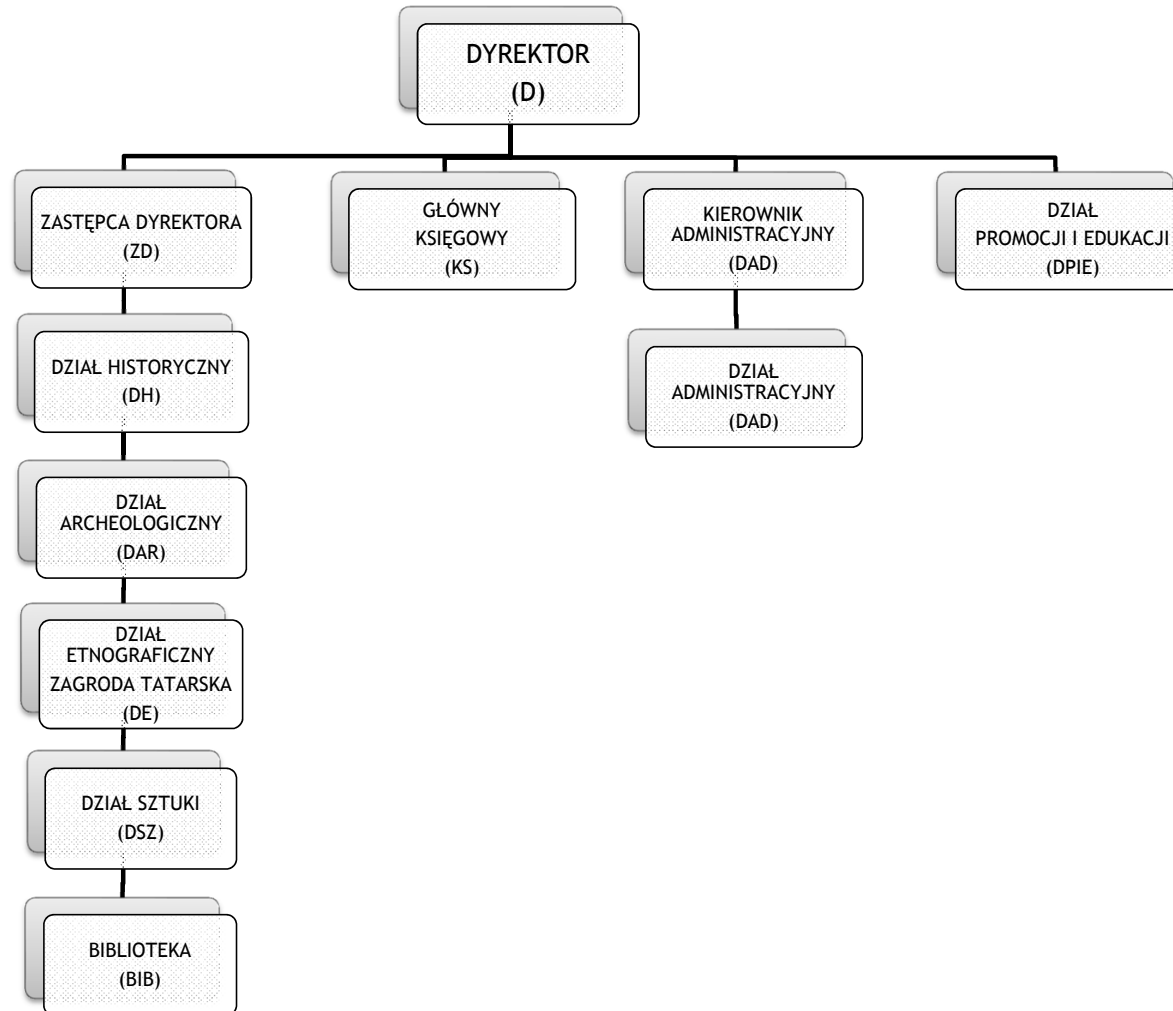 DYREKTOR
(D)
ZASTĘPCA DYREKTORA
(ZD)
GŁÓWNY
KSIĘGOWY
(KS)
KIEROWNIK
ADMINISTRACYJNY
(DAD)
DZIAŁ
PROMOCJI I EDUKACJI
(DPIE)
DZIAŁ HISTORYCZNY
(DH)
DZIAŁ
ADMINISTRACYJNY
(DAD)
DZIAŁ
ARCHEOLOGICZNY
(DAR)
DZIAŁ
ETNOGRAFICZNY
ZAGRODA TATARSKA
(DE)
DZIAŁ SZTUKI
(DSZ)
BIBLIOTEKA
(BIB)